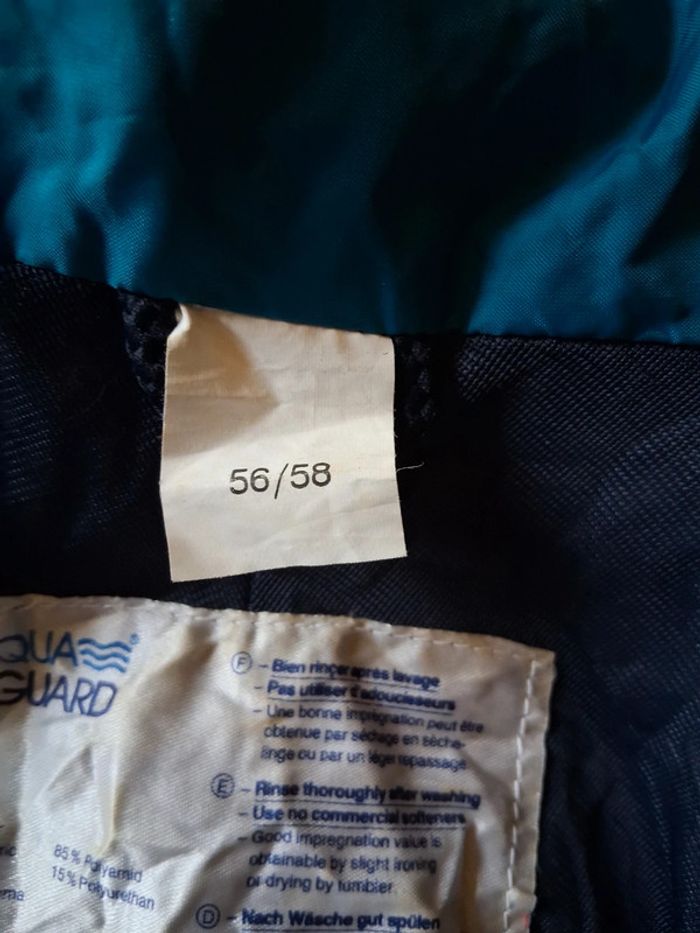 56/58
QUA
GUARD
®
Ⓕ - Bien rinçer après lavage
- Pas utiliser d'adoucisseurs
- Une bonne imprégnation peut être
obtenue par séchage en sèche-
linge ou par un léger repassage
Ⓔ - Rinse thoroughly after washing
- Use no commercial softeners
- Good impregnation value is
obtainable by slight ironing
or drying by tumbler.
Ⓓ - Nach Wäsche gut spülen
85% Polyamid
15% Polyurethan